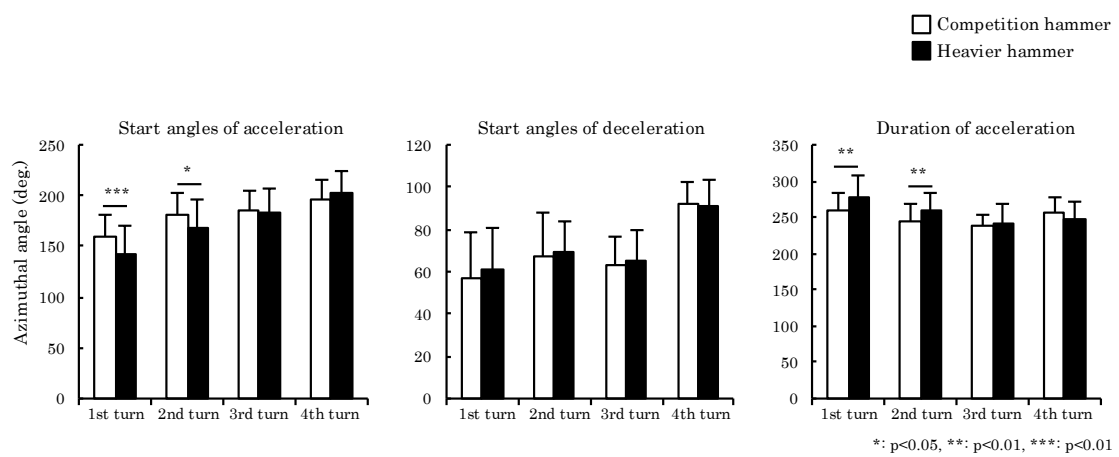 Competition hammer
Heavier hammer
Start angles of acceleration
Azimuthal angle (deg.)
250
200
150
100
50
0
***
*
1st turn 2nd turn 3rd turn 4th turn
Start angles of deceleration
120
100
80
60
40
20
0
1st turn 2nd turn 3rd turn 4th turn
Duration of acceleration
350
300
250
200
150
100
50
0
**
**
1st turn 2nd turn 3rd turn 4th turn
*: p<0.05, **: p<0.01, ***: p<0.01